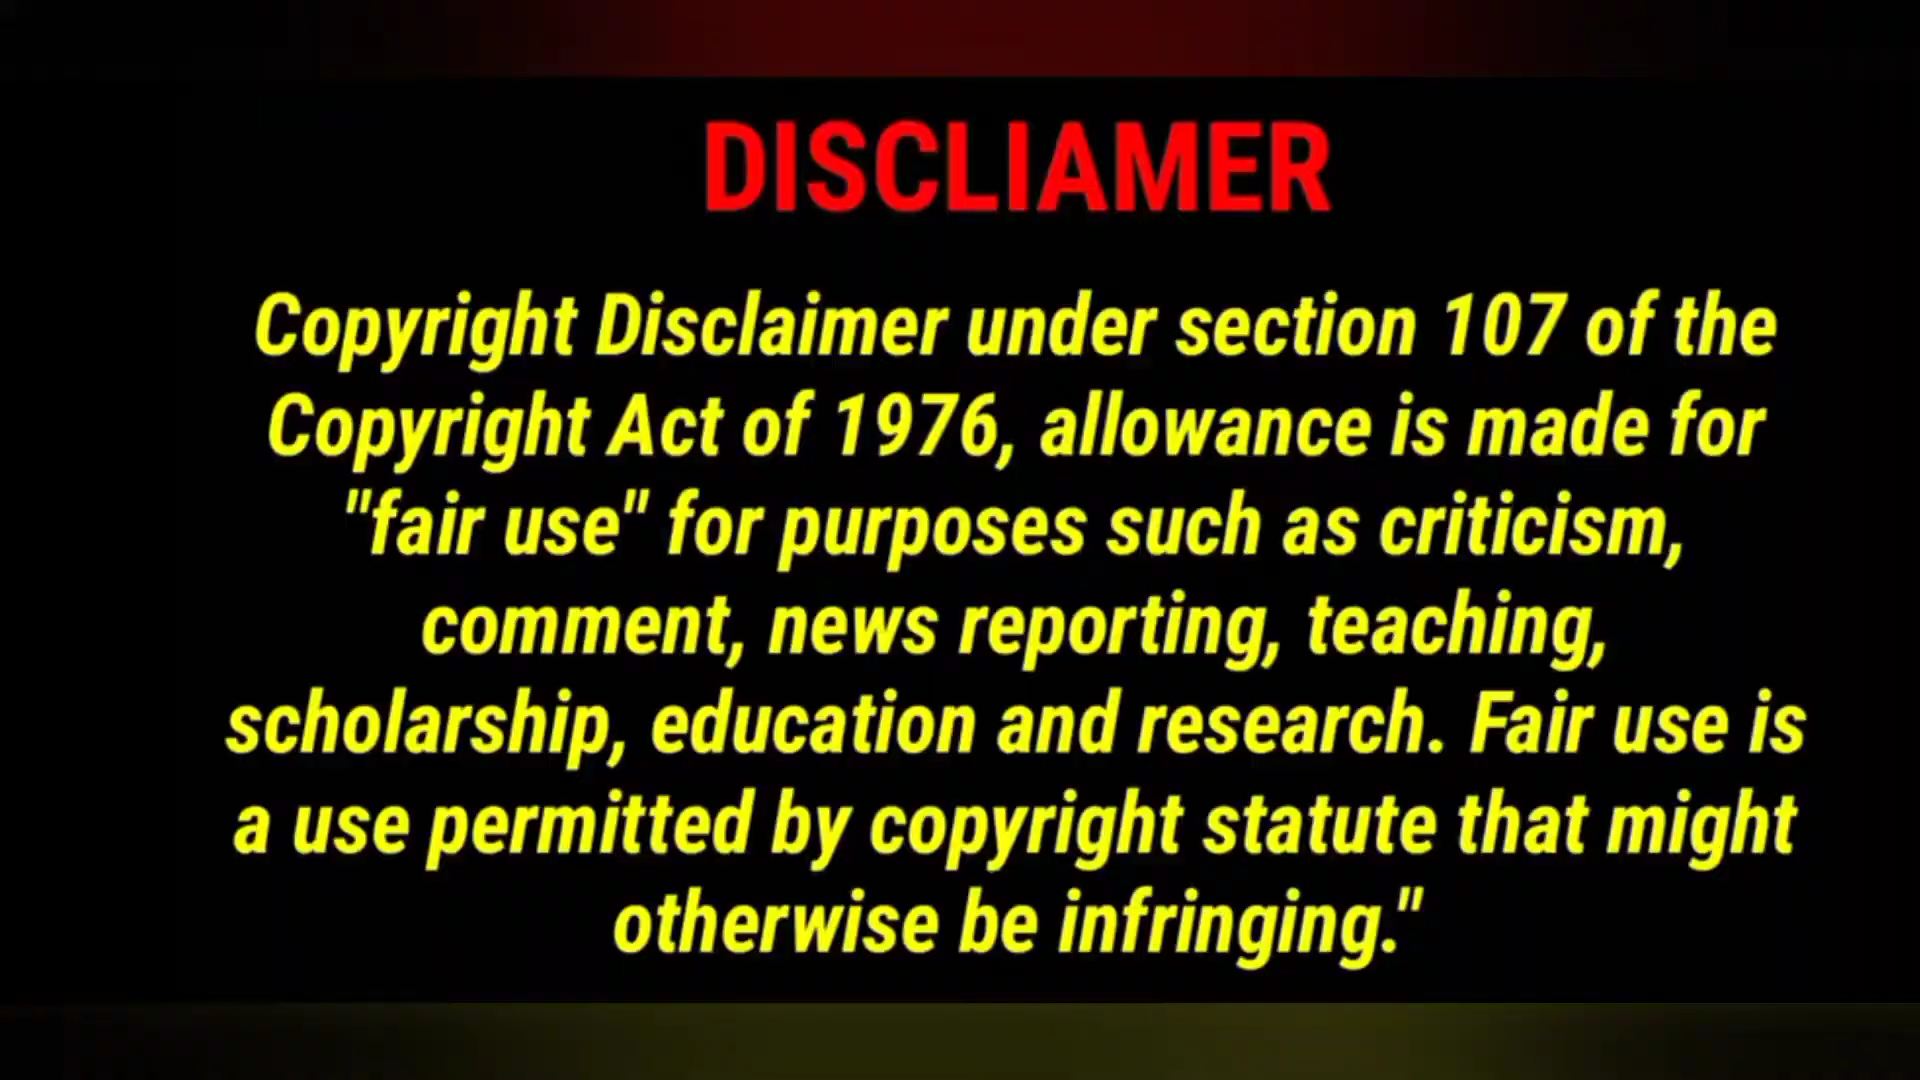 DISCLIAMER
Copyright Disclaimer under section 107 of the
Copyright Act of 1976, allowance is made for
"fair use" for purposes such as criticism,
comment, news reporting, teaching,
scholarship, education and research. Fair use is
a use permitted by copyright statute that might
otherwise be infringing."